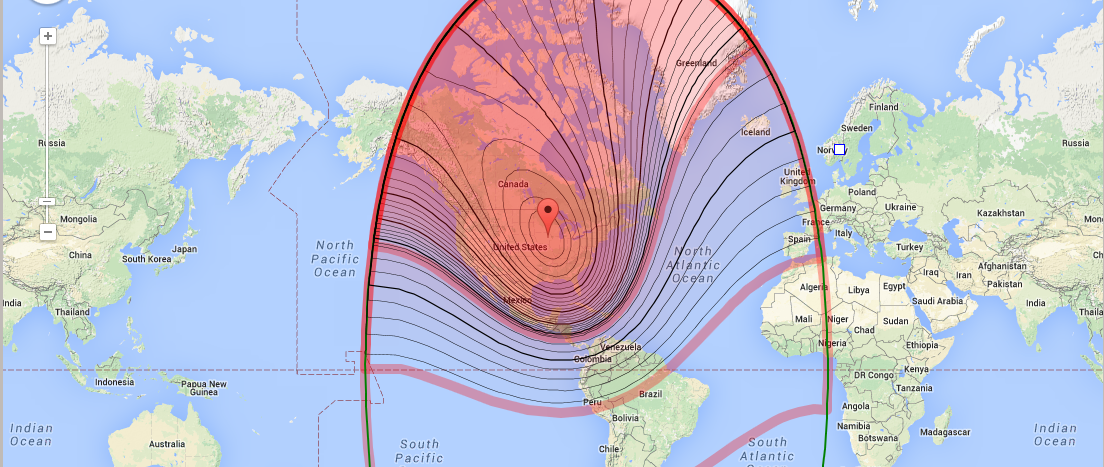 Greenland
Finland
Iceland
Sweden
Norway
Russia
Russia
United
Kingdom
Canada
Poland
Germany
Ukraine
Kazakhstan
Mongolia
France
Italy
North
Pacific
Ocean
United States
North
Atlantic
Ocean
Spain
Turkey
Japan
China
South Korea
Iraq
Iran
Afghanistan
Pakistan
Mexico
Algeria
Libya
Egypt
Saudi Arabia
India
India
Thailand
Mali
Niger
Sudan
Chad
Venezuela
Nigeria
Ethiopia
Colombia
Kenya
DR Congo
Indonesia
Papua New
Guinea
Tanzania
Peru
Brazil
Angola
Bolivia
Namibia
Botswana
Madagascar
Indian
Ocean
Australia
South
Pacific
Chile
South
Atlantic
Indian
Ocean